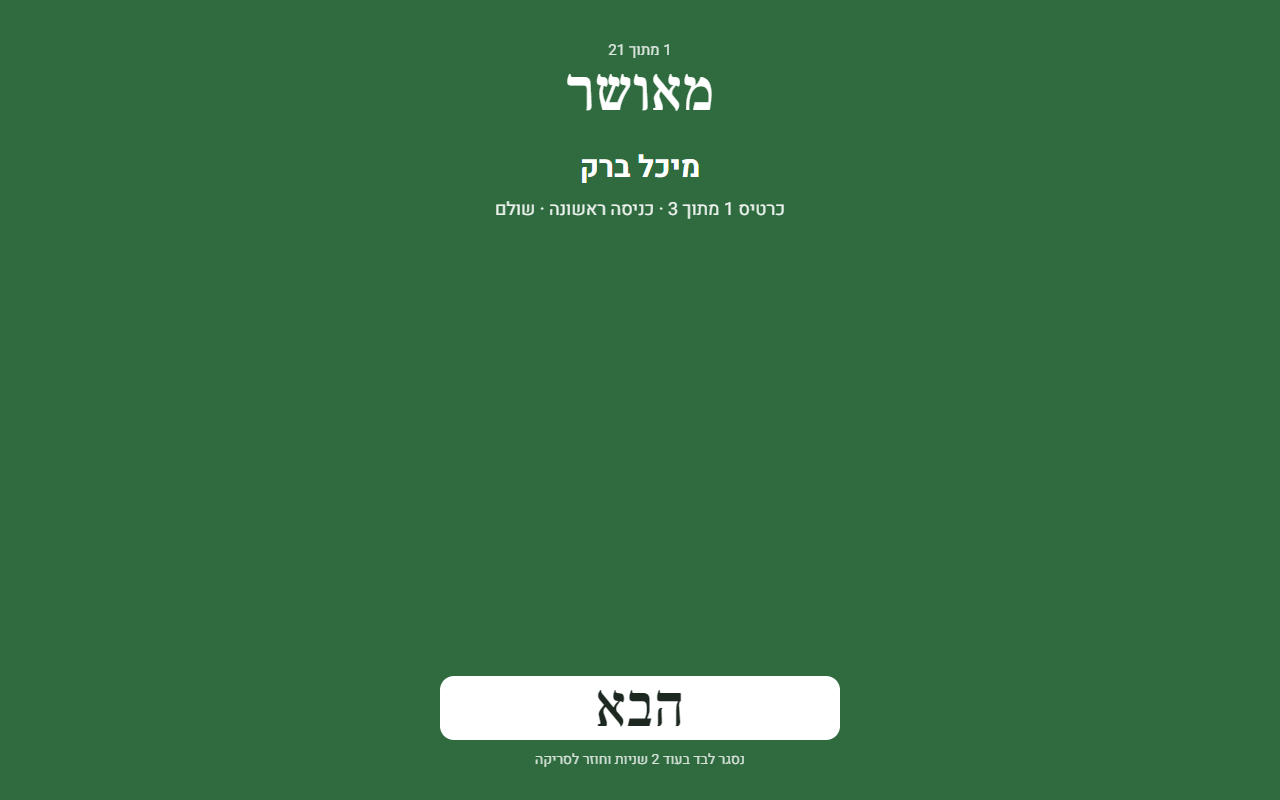 1 מתוך 21
מאושר
מיכל ברק
כרטיס 1 מתוך 3 · כניסה ראשונה · שולם
הבא
נסגר לבד בעוד 2 שניות וחוזר לסריקה